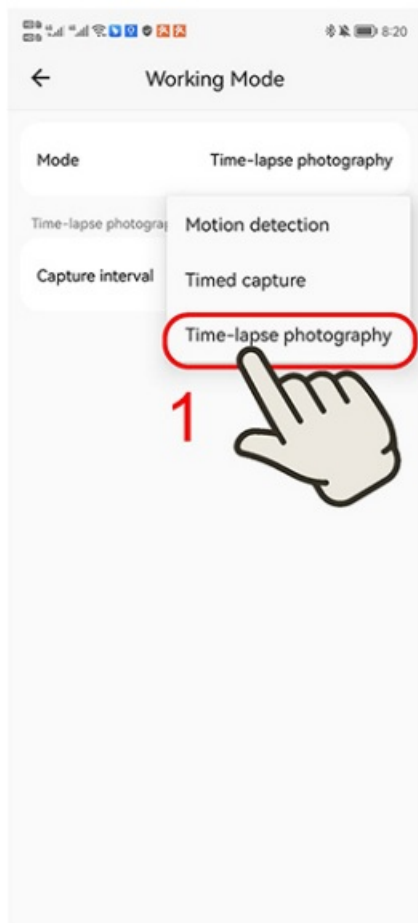 8:20
Working Mode
Mode Time-lapse photography
Time-lapse photograp
Motion detection
Capture interval
Timed capture
Time-lapse photography
1